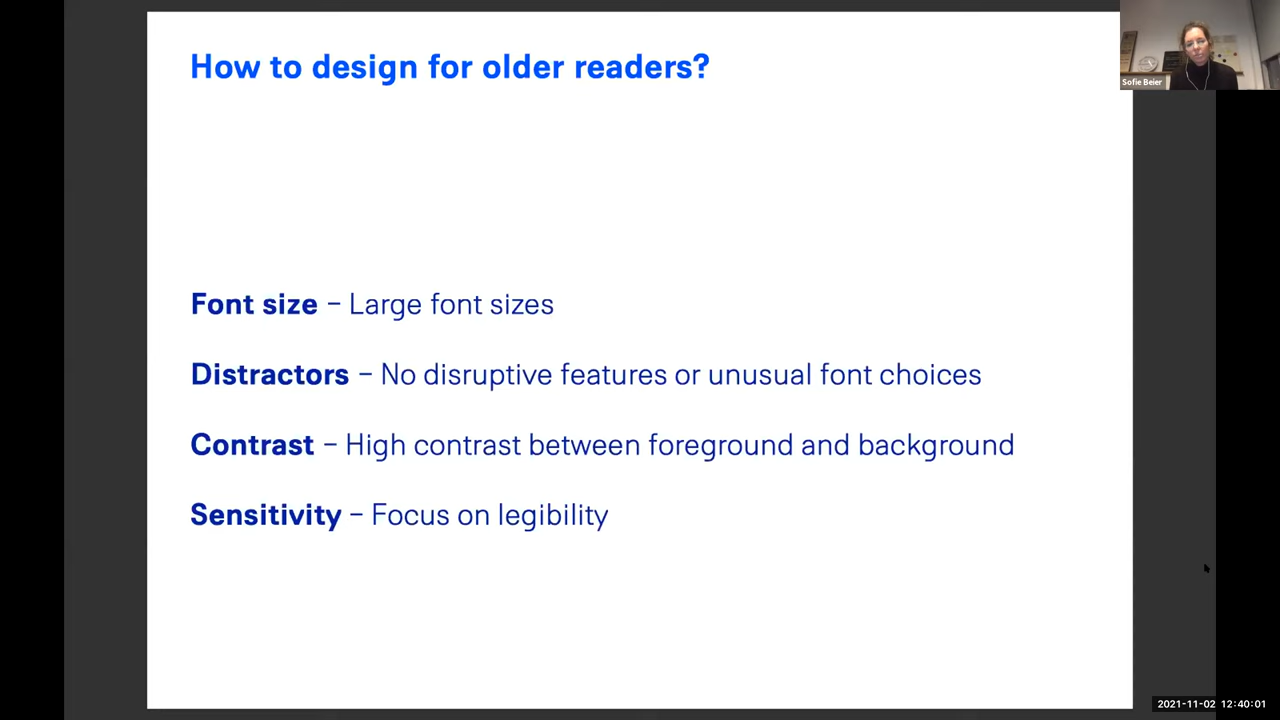 How to design for older readers?
Sofie Beier
Font size – Large font sizes
Distractors – No disruptive features or unusual font choices
Contrast – High contrast between foreground and background
Sensitivity – Focus on legibility
2021-11-02 12:40:01